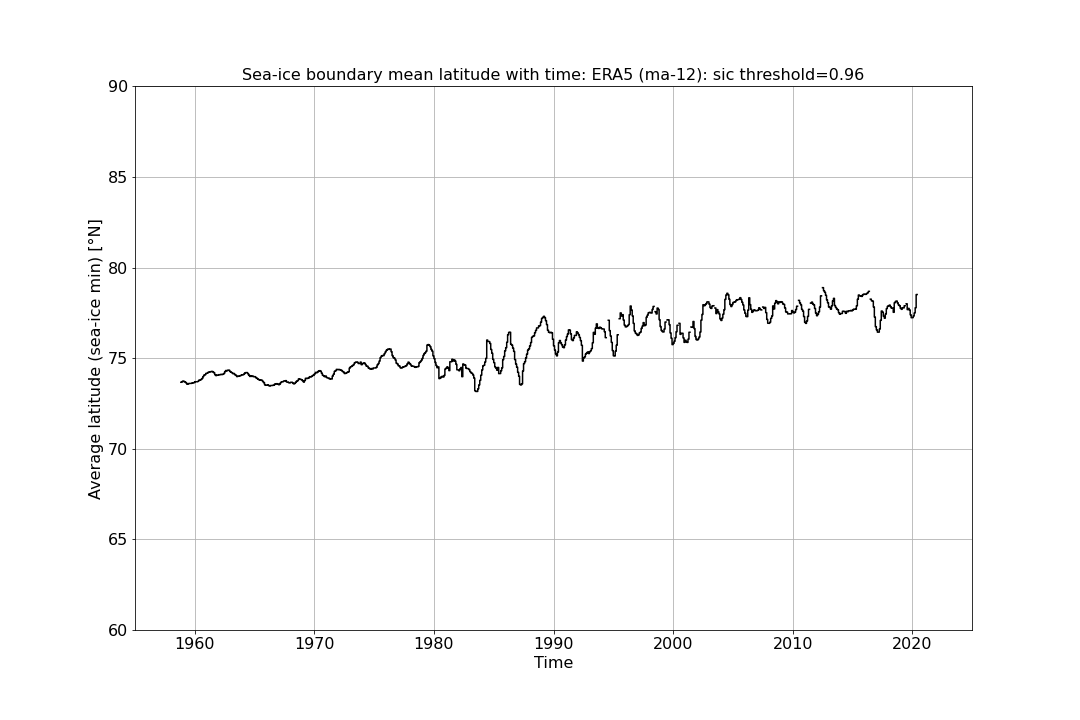 Sea-ice boundary mean latitude with time: ERA5 (ma-12): sic threshold=0.96
90
85
80
75
70
65
60
Average latitude (sea-ice min) [°N]
1960 1970 1980 1990 2000 2010 2020
Time